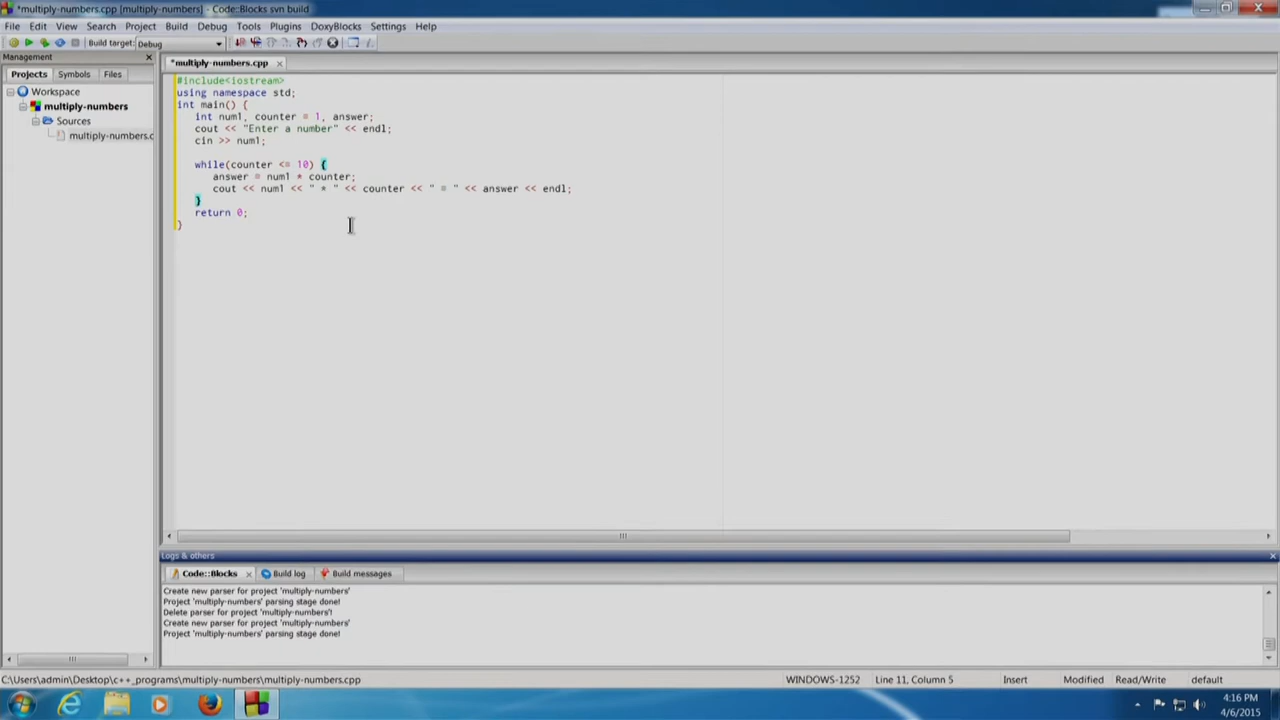 *multiply-numbers.cpp [multiply-numbers] - Code::Blocks svn build
File Edit View Search Project Build Debug Tools Plugins DoxyBlocks Settings Help
Build target: Debug
Management
Projects Symbols Files
Workspace
multiply-numbers
Sources
multiply-numbers.c
*multiply-numbers.cpp
#include<iostream>
using namespace std;
int main() {
int num1, counter = 1, answer;
cout << "Enter a number" << endl;
cin >> num1;
while(counter <= 10) {
answer = num1 * counter;
cout << num1 << " * " << counter << " = " << answer << endl;
}
return 0;
}
Logs & others
Code::Blocks Build log Build messages
Create new parser for project 'multiply-numbers'
Project 'multiply-numbers' parsing stage done!
Delete parser for project 'multiply-numbers'!
Create new parser for project 'multiply-numbers'
Project 'multiply-numbers' parsing stage done!
C:\Users\admin\Desktop\c++_programs\multiply-numbers\multiply-numbers.cpp WINDOWS-1252 Line 11, Column 5 Insert Modified Read/Write default
4:16 PM
4/6/2015